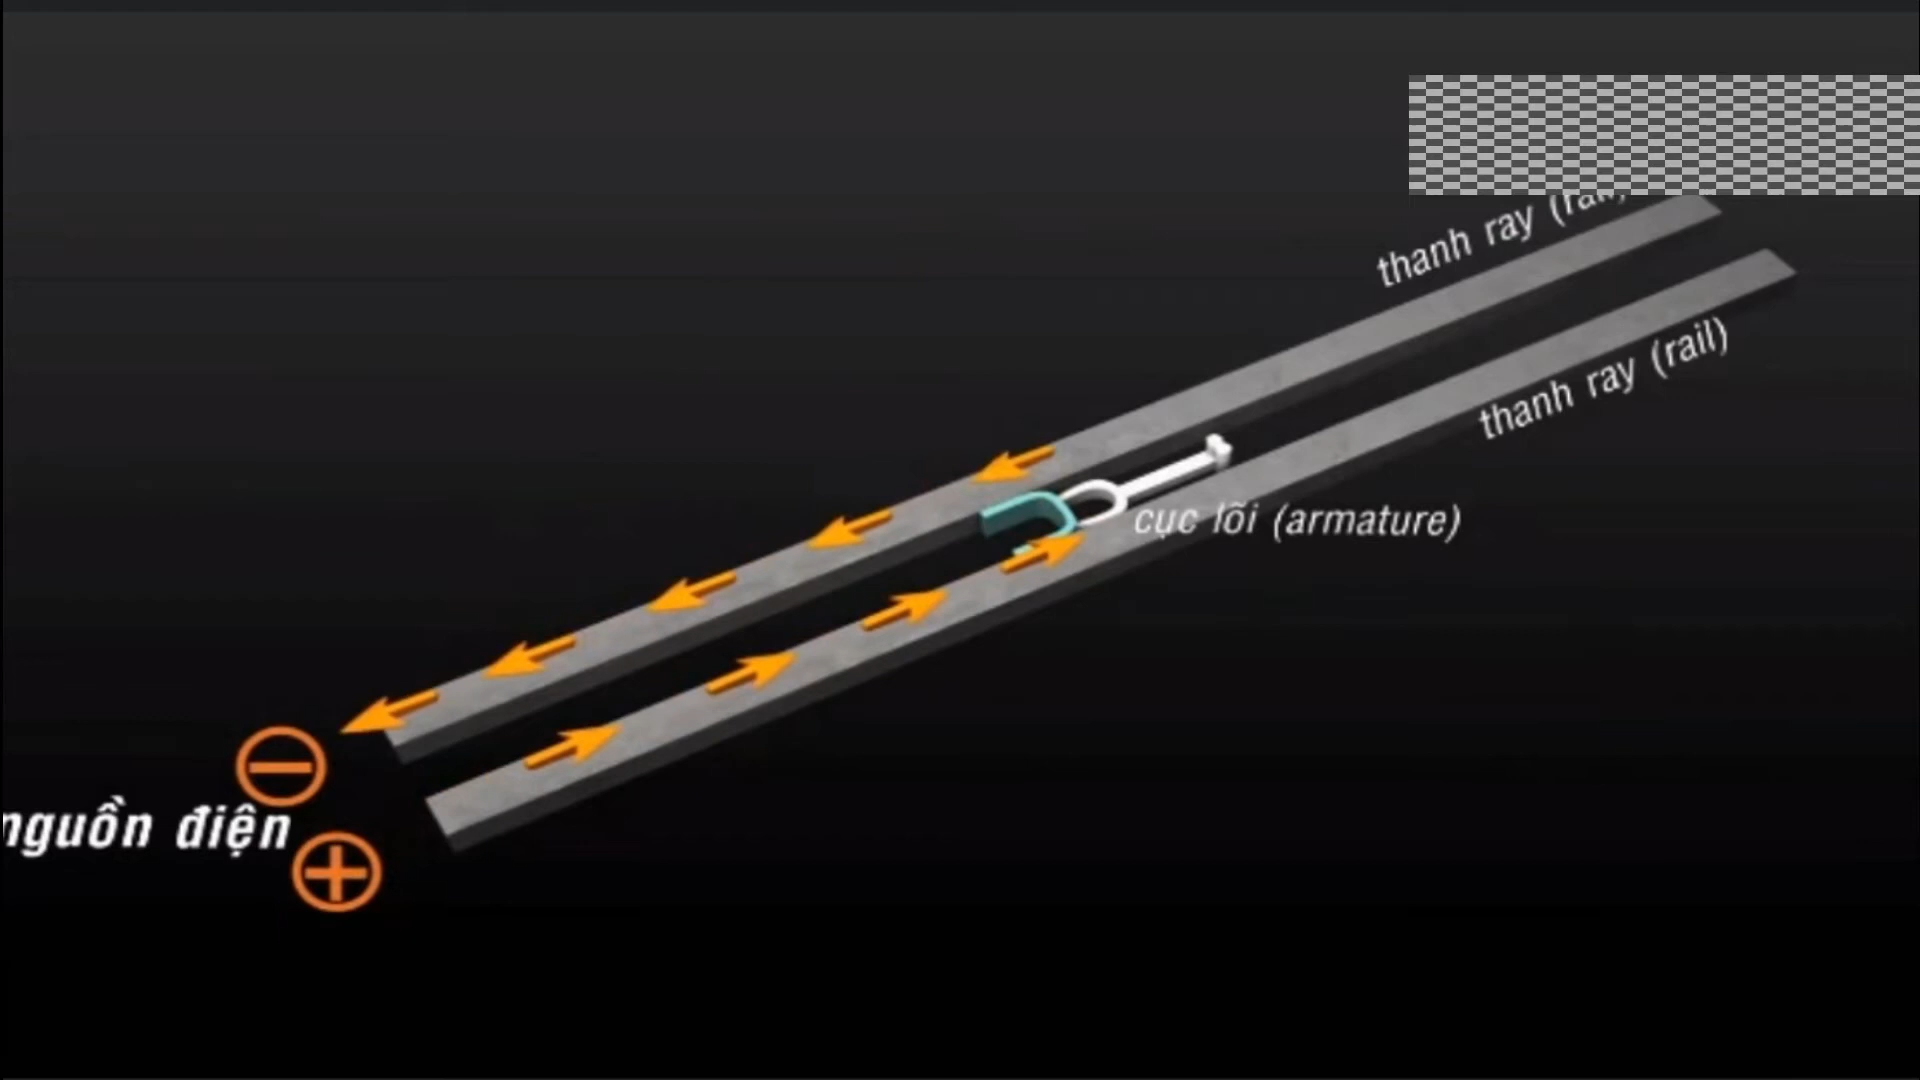 thanh ray
thanh ray (rail)
cục lõi (armature)
nguồn điện